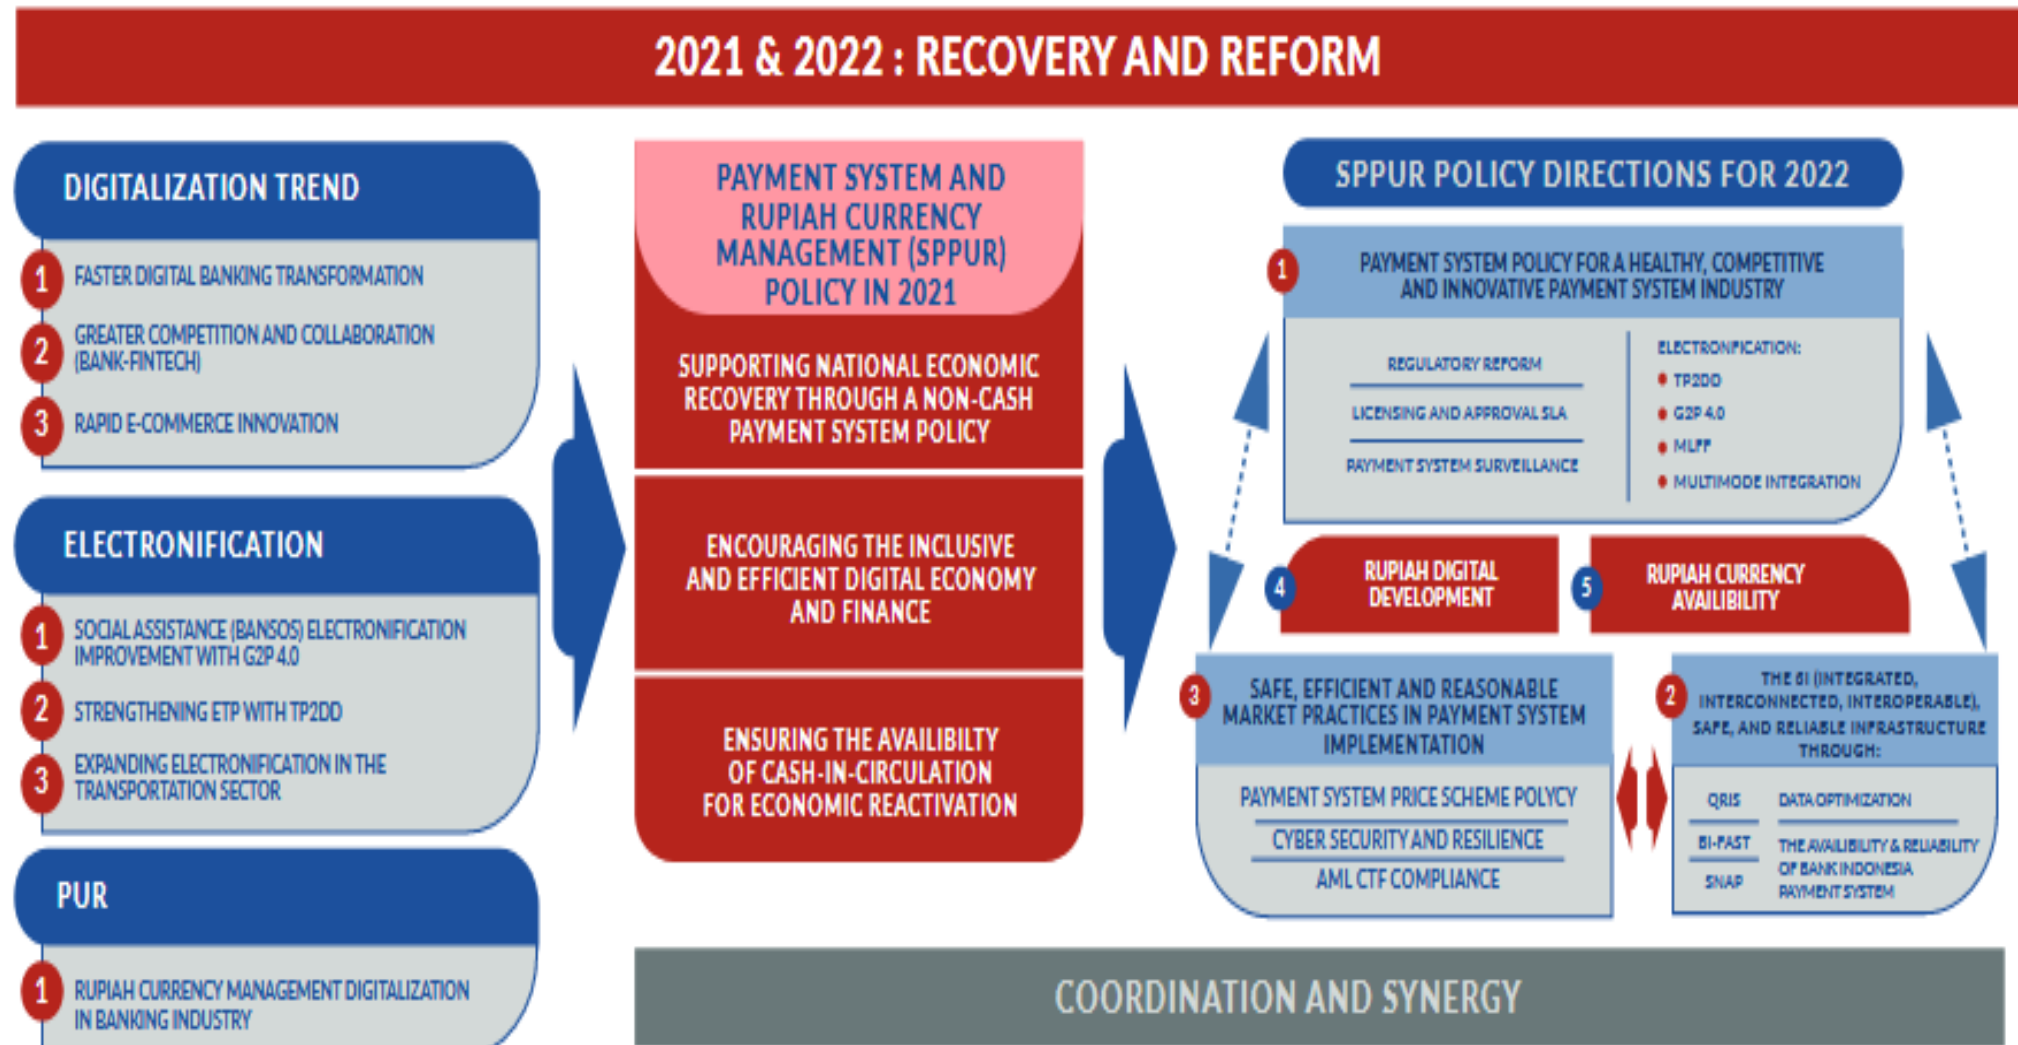 2021 & 2022 : RECOVERY AND REFORM
DIGITALIZATION TREND
1 FASTER DIGITAL BANKING TRANSFORMATION
2 GREATER COMPETITION AND COLLABORATION
(BANK-FINTECH)
3 RAPID E-COMMERCE INNOVATION
ELECTRONIFICATION
1 SOCIAL ASSISTANCE (BANSOS) ELECTRONIFICATION
IMPROVEMENT WITH G2P 4.0
2 STRENGTHENING ETP WITH TP2DD
3 EXPANDING ELECTRONIFICATION IN THE
TRANSPORTATION SECTOR
PUR
1 RUPIAH CURRENCY MANAGEMENT DIGITALIZATION
IN BANKING INDUSTRY
PAYMENT SYSTEM AND
RUPIAH CURRENCY
MANAGEMENT (SPPUR)
POLICY IN 2021
SUPPORTING NATIONAL ECONOMIC
RECOVERY THROUGH A NON-CASH
PAYMENT SYSTEM POLICY
ENCOURAGING THE INCLUSIVE
AND EFFICIENT DIGITAL ECONOMY
AND FINANCE
ENSURING THE AVAILIBILTY
OF CASH-IN-CIRCULATION
FOR ECONOMIC REACTIVATION
SPPUR POLICY DIRECTIONS FOR 2022
1 PAYMENT SYSTEM POLICY FOR A HEALTHY, COMPETITIVE
AND INNOVATIVE PAYMENT SYSTEM INDUSTRY
REGULATORY REFORM
LICENSING AND APPROVAL SLA
PAYMENT SYSTEM SURVEILLANCE
ELECTRONFICATION:
• TP2DD
• G2P 4.0
• MLFF
• MULTIMODE INTEGRATION
4 RUPIAH DIGITAL
DEVELOPMENT
5 RUPIAH CURRENCY
AVAILIBILITY
3 SAFE, EFFICIENT AND REASONABLE
MARKET PRACTICES IN PAYMENT SYSTEM
IMPLEMENTATION
PAYMENT SYSTEM PRICE SCHEME POLYCY
CYBER SECURITY AND RESILIENCE
AML CTF COMPLIANCE
2 THE 6I (INTEGRATED,
INTERCONNECTED, INTEROPERABLE),
SAFE, AND RELIABLE INFRASTRUCTURE
THROUGH:
QRIS
BI-FAST
SNAP
DATA OPTIMIZATION
THE AVAILIBILITY & RELIABILITY
OF BANK INDONESIA
PAYMENT SYSTEM
COORDINATION AND SYNERGY